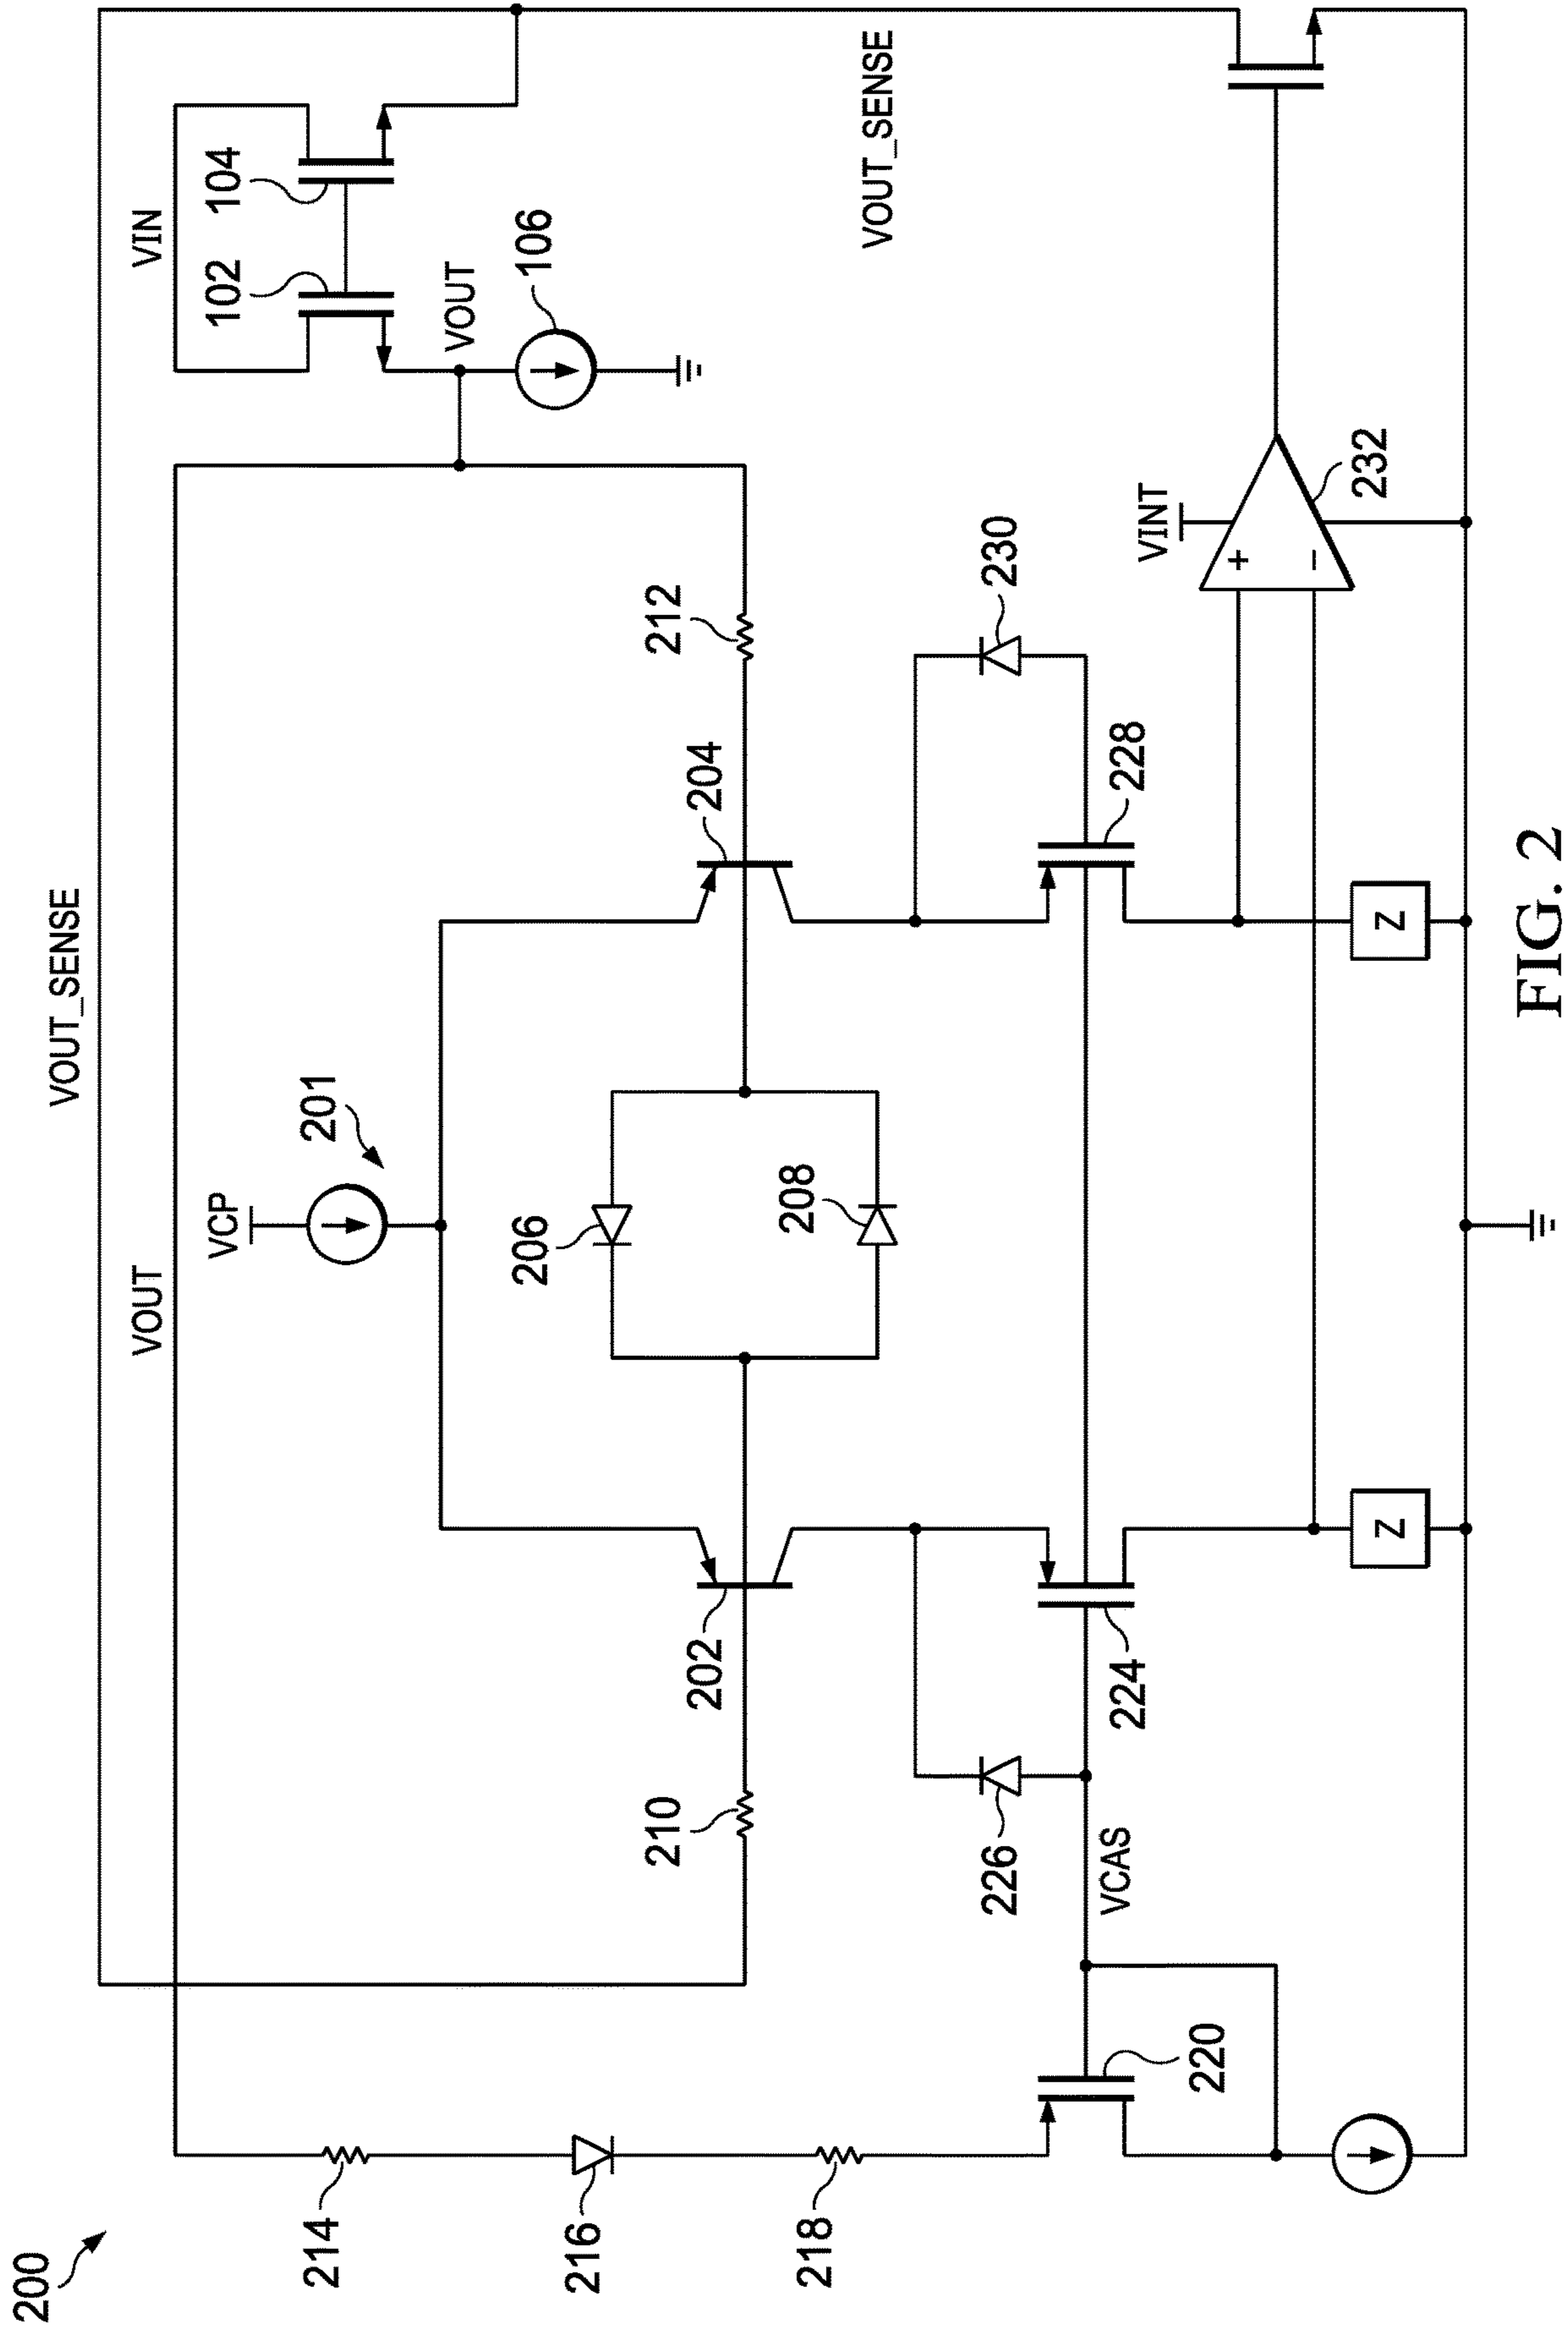 200
VOUT_SENSE
VOUT
VIN
VCP
102
104
214
201
VOUT
206
106
216
210
212
202
204
208
218
VOUT_SENSE
226
230
VCAS
224
228
VINT
220
+
−
232
Z
Z
FIG. 2